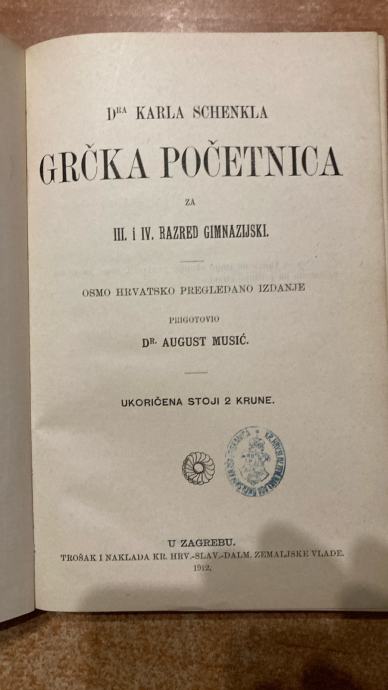 DRA KARLA SCHENKLA
GRČKA POČETNICA
ZA
III. i IV. RAZRED GIMNAZIJSKI.
OSMO HRVATSKO PREGLEDANO IZDANJE
PRIGOTOVIO
DR. AUGUST MUSIĆ.
UKORIČENA STOJI 2 KRUNE.
U ZAGREBU.
TROŠAK I NAKLADA KR. HRV.-SLAV.-DALM. ZEMALJSKE VLADE.
1912.